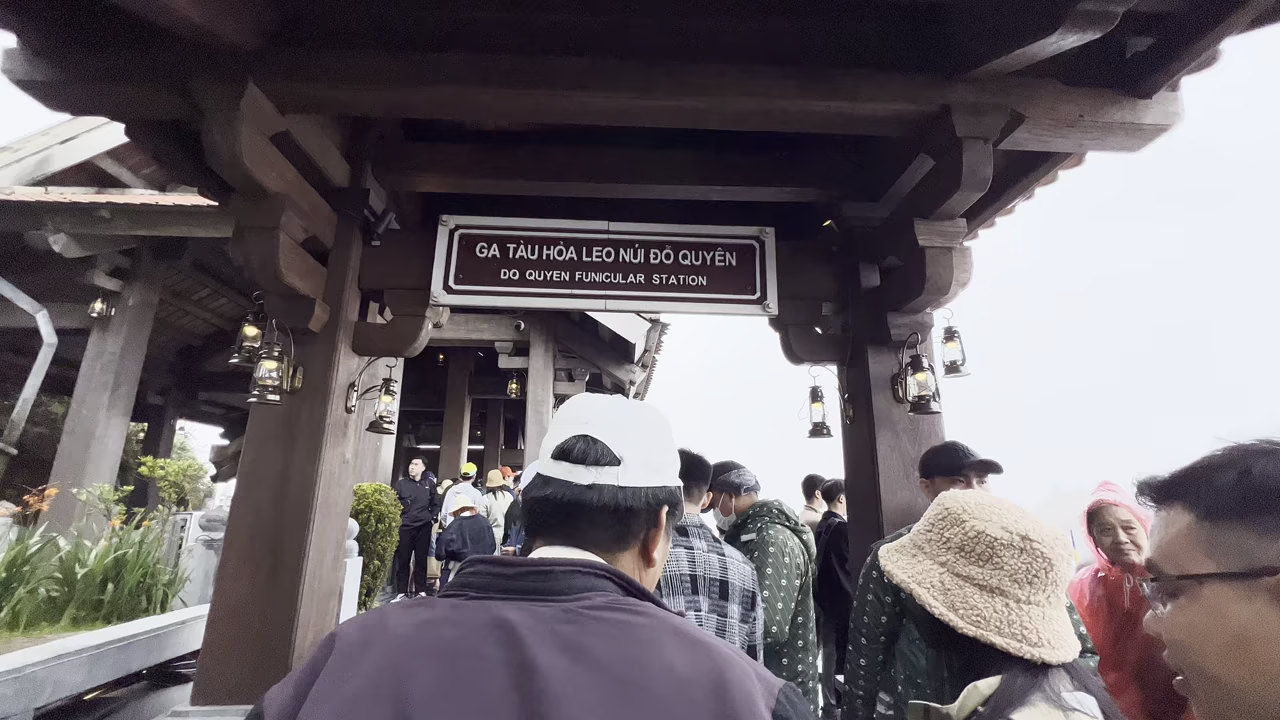 GA TÀU HỎA LEO NÚI ĐỖ QUYÊN
DO QUYEN FUNICULAR STATION